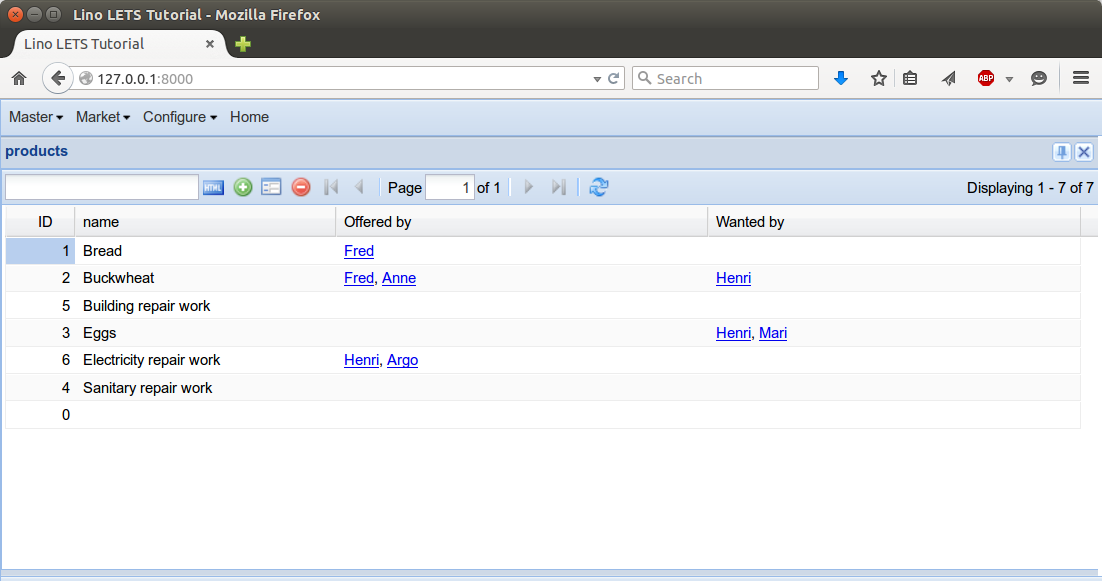 Lino LETS Tutorial - Mozilla Firefox
Lino LETS Tutorial
127.0.0.1:8000
Search
ABP
Master Market Configure Home
products
HTML
Page 1 of 1
Displaying 1 - 7 of 7
ID name Offered by Wanted by
1 Bread Fred
2 Buckwheat Fred, Anne Henri
5 Building repair work
3 Eggs Henri, Mari
6 Electricity repair work Henri, Argo
4 Sanitary repair work
0